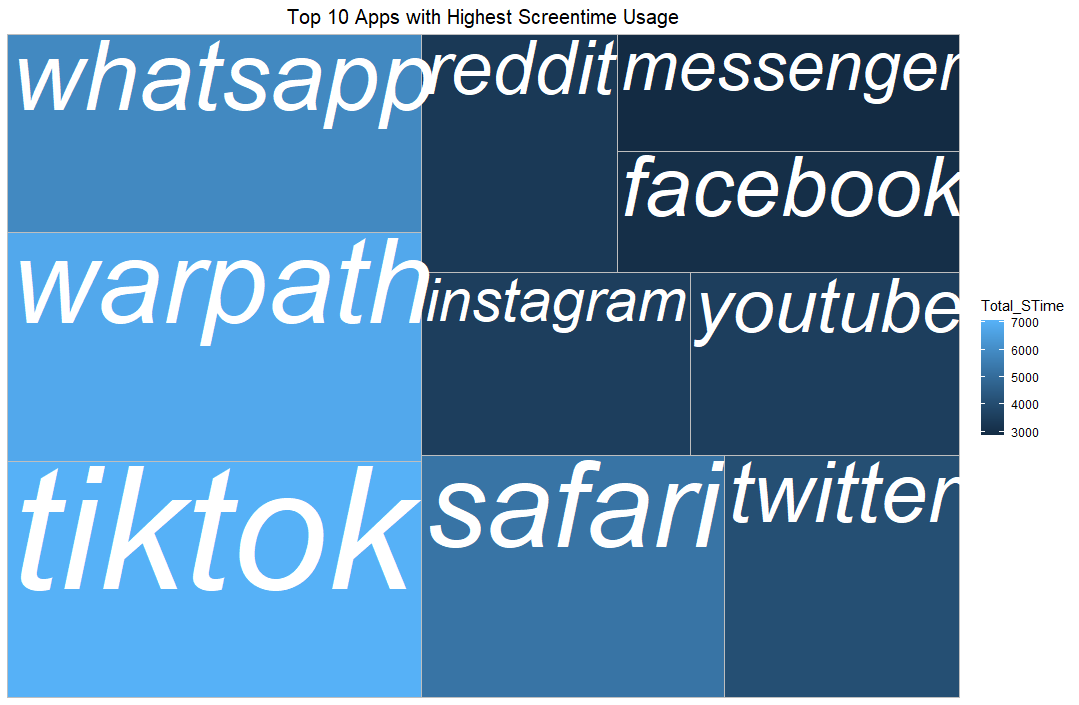 Top 10 Apps with Highest Screentime Usage
whatsapp
reddit
messenger
facebook
warpath
instagram
youtube
tiktok
safari
twitter
Total_STime
7000
6000
5000
4000
3000